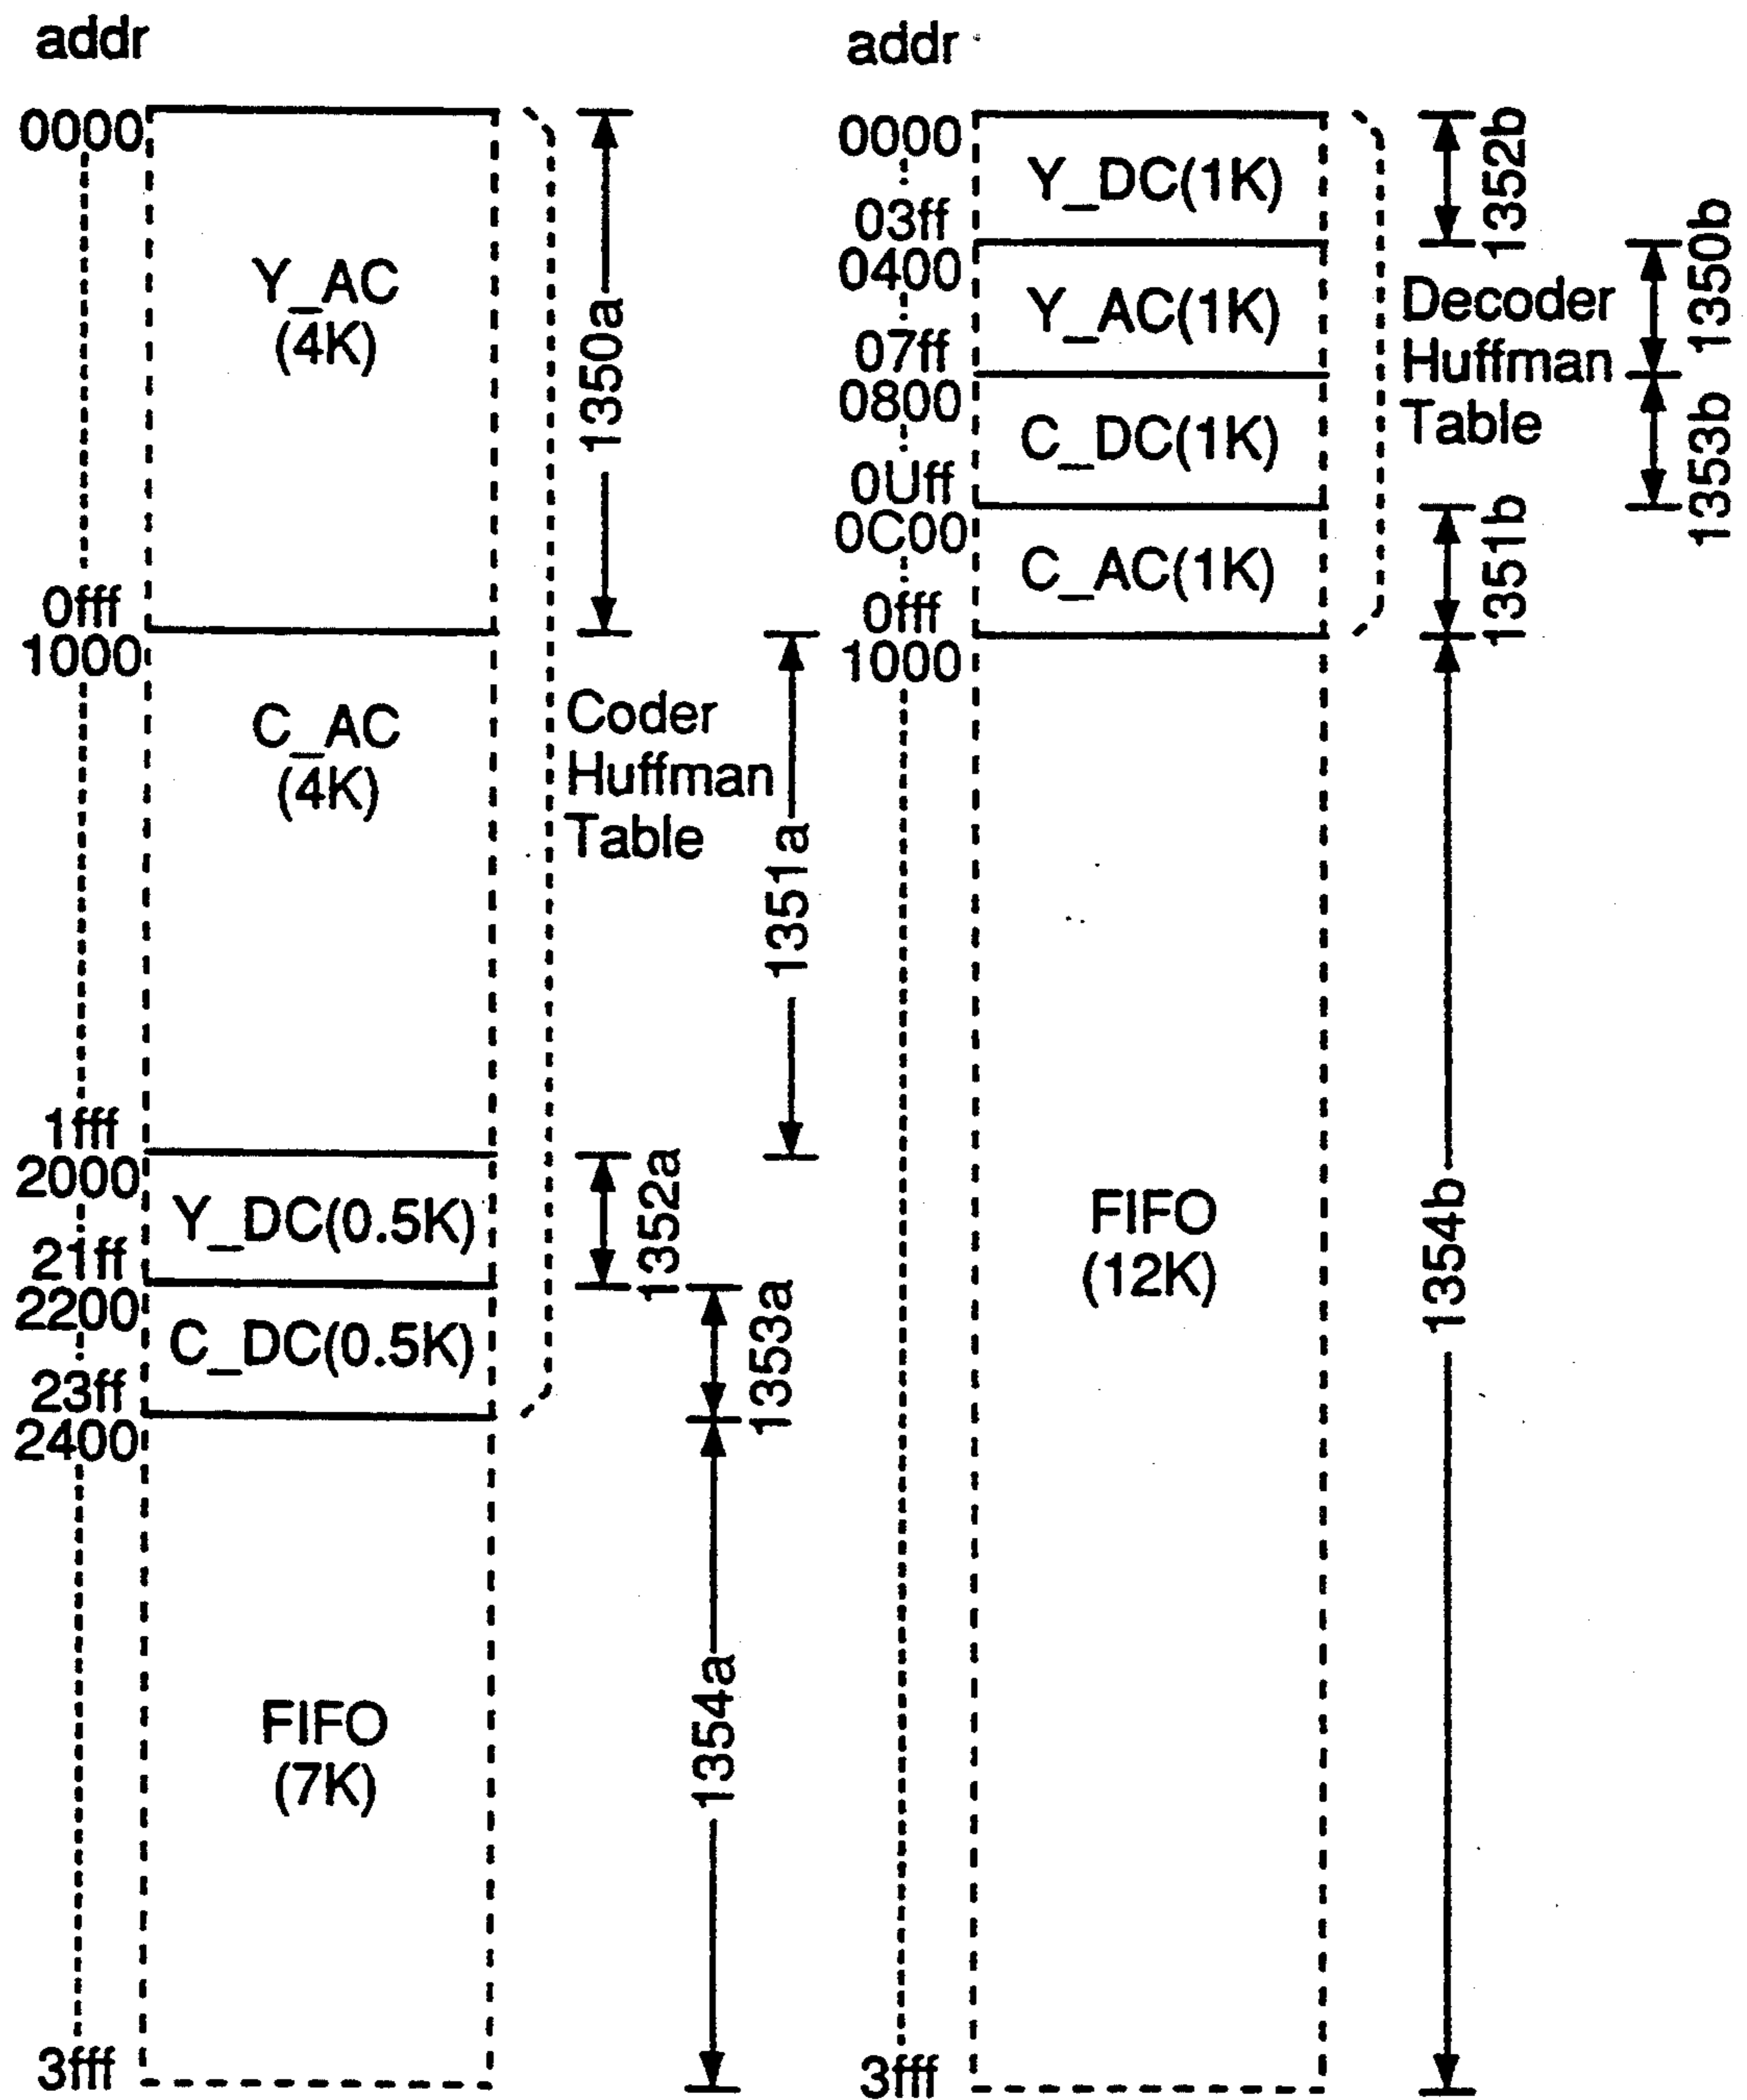 addr
0000
Y_AC
(4K)
1350a
0fff
1000
C_AC
(4K)
Coder
Huffman
Table
1351a
1fff
2000
Y_DC(0.5K)
1352a
21ff
2200
C_DC(0.5K)
1353a
23ff
2400
FIFO
(7K)
1354a
3fff
addr
0000
Y_DC(1K)
1352b
03ff
0400
Y_AC(1K)
1350b
Decoder
Huffman
Table
07ff
0800
C_DC(1K)
1353b
0Uff
0C00
C_AC(1K)
1351b
0fff
1000
FIFO
(12K)
1354b
3fff